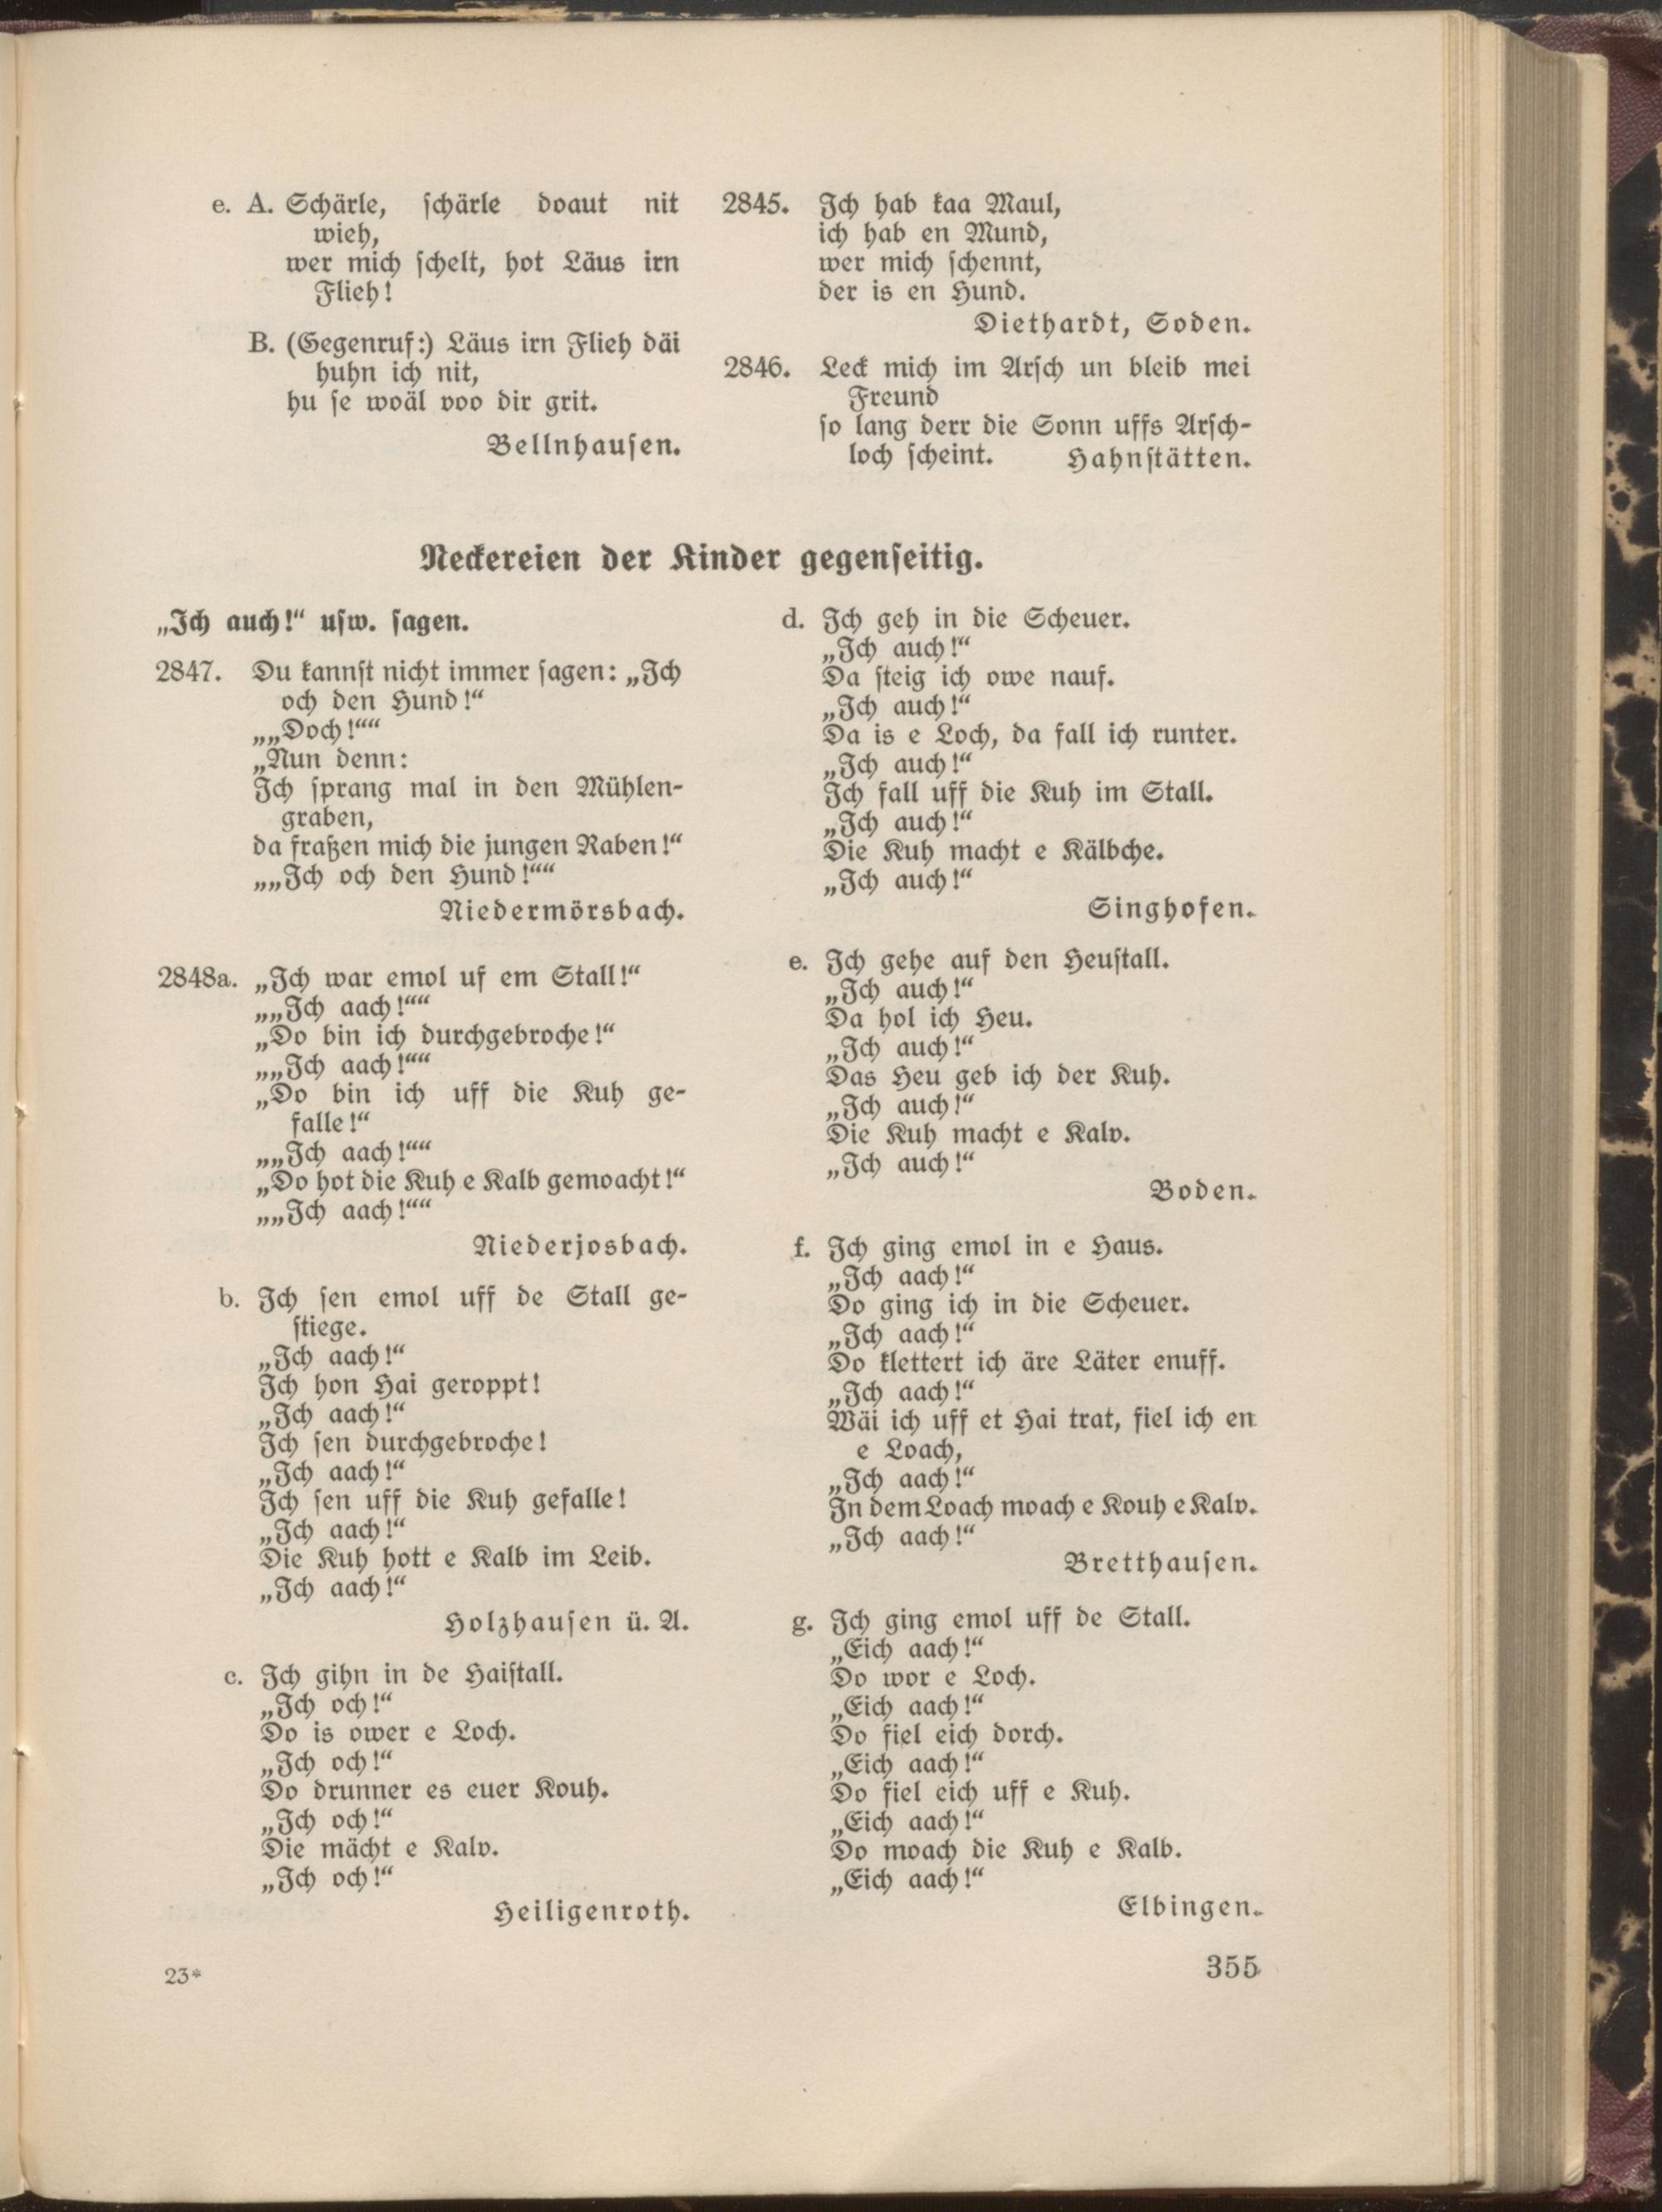 e. A. Schärle, schärle doaut nit
wieh,
wer mich schelt, hot Läus irn
Flieh!
B. (Gegenruf:) Läus irn Flieh däi
huhn ich nit,
hu se woäl voo dir grit.
Bellnhausen.
2845. Ich hab kaa Maul,
ich hab en Mund,
wer mich schennt,
der is en Hund.
Diethardt, Soden.
2846. Leck mich im Arsch un bleib mei
Freund
so lang derr die Sonn uffs Arsch-
loch scheint. Hahnstätten.
Neckereien der Kinder gegenseitig.
„Ich auch!“ usw. sagen.
2847. Du kannst nicht immer sagen: „Ich
och den Hund!“
„„Doch!““
„Nun denn:
Ich sprang mal in den Mühlen-
graben,
da fraßen mich die jungen Raben!“
„„Ich och den Hund!““
Niedermörsbach.
2848a. „Ich war emol uf em Stall!“
„„Ich aach!““
„Do bin ich durchgebroche!“
„„Ich aach!““
„Do bin ich uff die Kuh ge-
falle!“
„„Ich aach!““
„Do hot die Kuh e Kalb gemoacht!“
„„Ich aach!““
Niederjosbach.
b. Ich sen emol uff de Stall ge-
stiege.
„Ich aach!“
Ich hon Hai geroppt!
„Ich aach!“
Ich sen durchgebroche!
„Ich aach!“
Ich sen uff die Kuh gefalle!
„Ich aach!“
Die Kuh hott e Kalb im Leib.
„Ich aach!“
Holzhausen ü. A.
c. Ich gihn in de Haistall.
„Ich och!“
Do is ower e Loch.
„Ich och!“
Do drunner es euer Kouh.
„Ich och!“
Die mächt e Kalv.
„Ich och!“
Heiligenroth.
d. Ich geh in die Scheuer.
„Ich auch!“
Da steig ich owe nauf.
„Ich auch!“
Da is e Loch, da fall ich runter.
„Ich auch!“
Ich fall uff die Kuh im Stall.
„Ich auch!“
Die Kuh macht e Kälbche.
„Ich auch!“
Singhofen.
e. Ich gehe auf den Heustall.
„Ich auch!“
Da hol ich Heu.
„Ich auch!“
Das Heu geb ich der Kuh.
„Ich auch!“
Die Kuh macht e Kalv.
„Ich auch!“
Boden.
f. Ich ging emol in e Haus.
„Ich aach!“
Do ging ich in die Scheuer.
„Ich aach!“
Do klettert ich äre Läter enuff.
„Ich aach!“
Wäi ich uff et Hai trat, fiel ich en
e Loach,
„Ich aach!“
In dem Loach moach e Kouh e Kalv.
„Ich aach!“
Bretthausen.
g. Ich ging emol uff de Stall.
„Eich aach!“
Do wor e Loch.
„Eich aach!“
Do fiel eich dorch.
„Eich aach!“
Do fiel eich uff e Kuh.
„Eich aach!“
Do moach die Kuh e Kalb.
„Eich aach!“
Elbingen.
23*
355